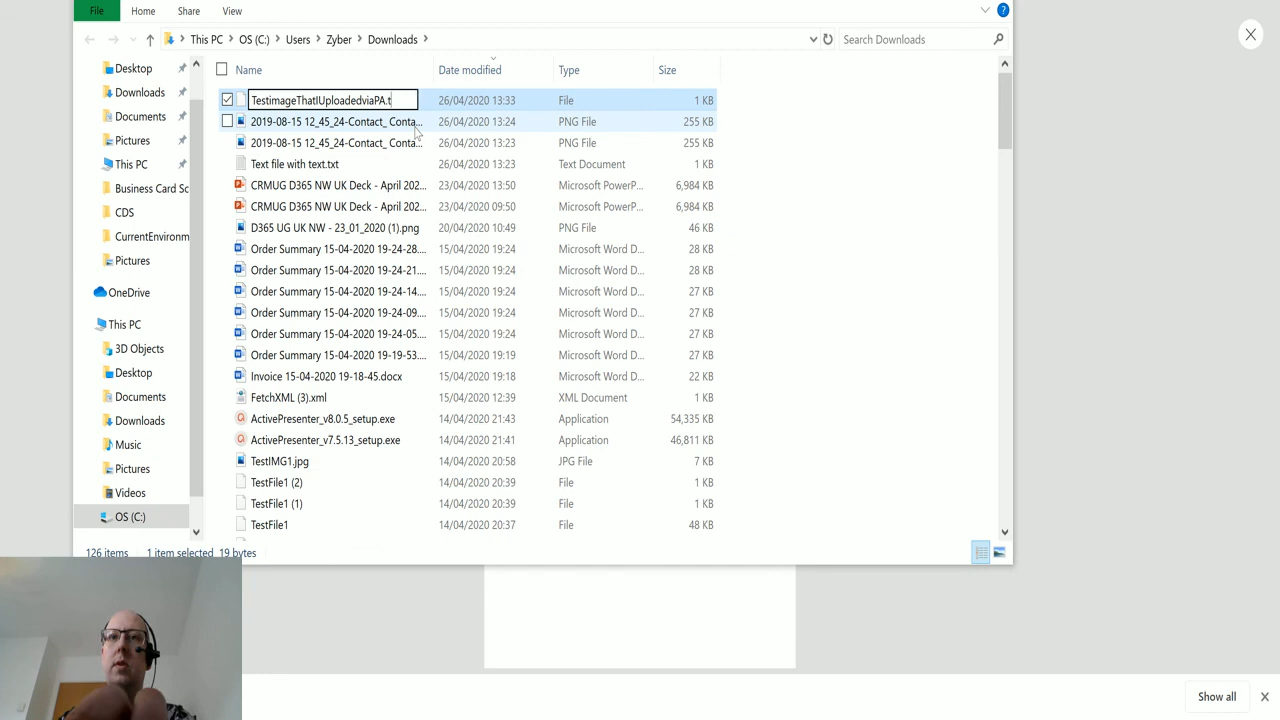 File Home Share View ?
This PC OS (C:) Users Zyber Downloads Search Downloads
Name Date modified Type Size
Desktop
Downloads
Documents
Pictures
This PC
Business Card Sc
CDS
CurrentEnvironm
Pictures
OneDrive
This PC
3D Objects
Desktop
Documents
Downloads
Music
Pictures
Videos
OS (C:)
TestimageThatIUploadedviaPA.t 26/04/2020 13:33 File 1 KB
2019-08-15 12_45_24-Contact_ Conta... 26/04/2020 13:24 PNG File 255 KB
2019-08-15 12_45_24-Contact_ Conta... 26/04/2020 13:23 PNG File 255 KB
Text file with text.txt 26/04/2020 13:23 Text Document 1 KB
CRMUG D365 NW UK Deck - April 202... 23/04/2020 13:50 Microsoft PowerP... 6,984 KB
CRMUG D365 NW UK Deck - April 202... 23/04/2020 09:50 Microsoft PowerP... 6,984 KB
D365 UG UK NW - 23_01_2020 (1).png 20/04/2020 10:49 PNG File 46 KB
Order Summary 15-04-2020 19-24-28.... 15/04/2020 19:24 Microsoft Word D... 28 KB
Order Summary 15-04-2020 19-24-21.... 15/04/2020 19:24 Microsoft Word D... 28 KB
Order Summary 15-04-2020 19-24-14.... 15/04/2020 19:24 Microsoft Word D... 27 KB
Order Summary 15-04-2020 19-24-09.... 15/04/2020 19:24 Microsoft Word D... 27 KB
Order Summary 15-04-2020 19-24-05.... 15/04/2020 19:24 Microsoft Word D... 27 KB
Order Summary 15-04-2020 19-19-53.... 15/04/2020 19:19 Microsoft Word D... 27 KB
Invoice 15-04-2020 19-18-45.docx 15/04/2020 19:18 Microsoft Word D... 22 KB
FetchXML (3).xml 15/04/2020 12:39 XML Document 1 KB
ActivePresenter_v8.0.5_setup.exe 14/04/2020 21:43 Application 54,335 KB
ActivePresenter_v7.5.13_setup.exe 14/04/2020 21:41 Application 46,811 KB
TestIMG1.jpg 14/04/2020 20:58 JPG File 7 KB
TestFile1 (2) 14/04/2020 20:39 File 1 KB
TestFile1 (1) 14/04/2020 20:39 File 1 KB
TestFile1 14/04/2020 20:37 File 48 KB
126 items 1 item selected 19 bytes
Show all